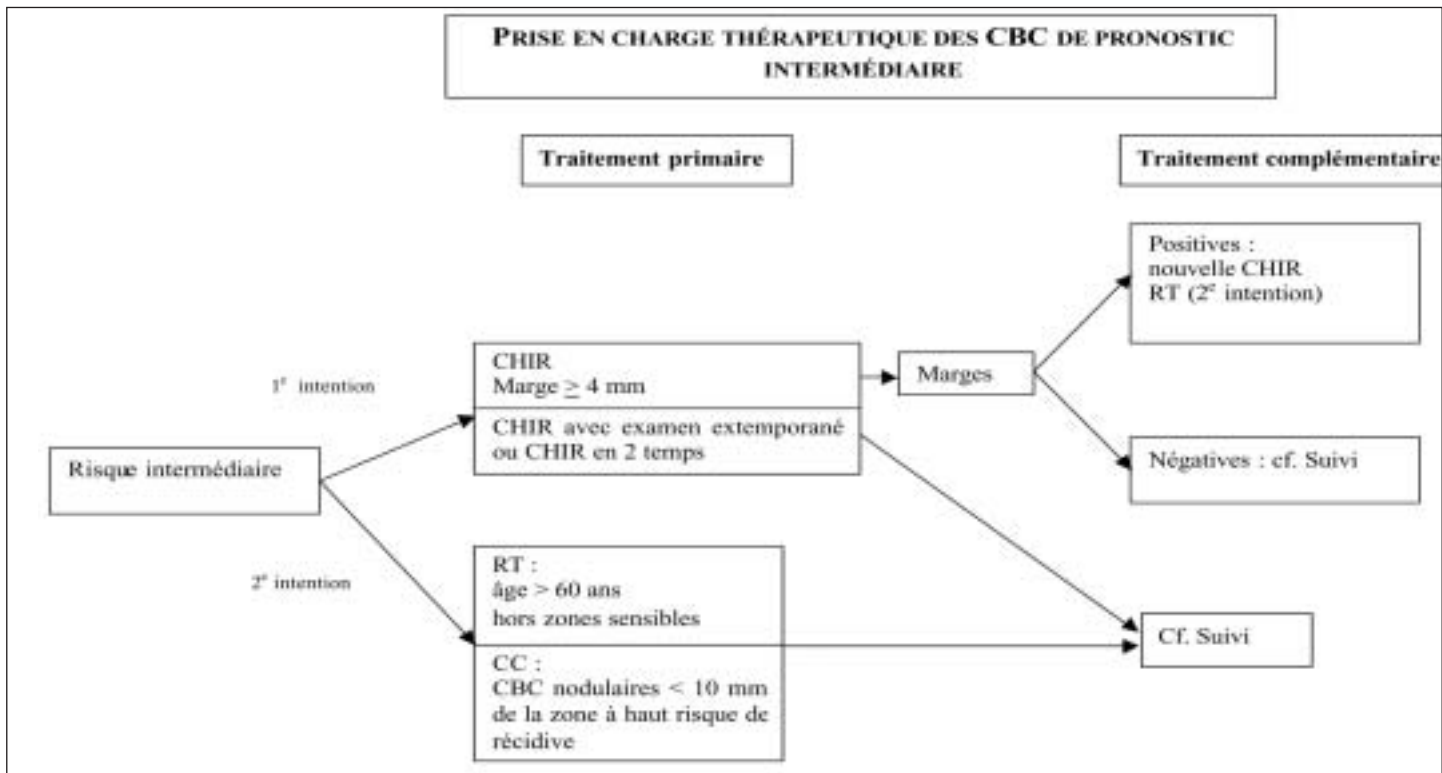 PRISE EN CHARGE THÉRAPEUTIQUE DES CBC DE PRONOSTIC
INTERMÉDIAIRE
Traitement primaire
Traitement complémentaire
Positives :
nouvelle CHIR
RT (2e intention)
1e intention
CHIR
Marge ≥ 4 mm
Marges
CHIR avec examen extemporané
ou CHIR en 2 temps
Risque intermédiaire
Négatives : cf. Suivi
2e intention
RT :
âge > 60 ans
hors zones sensibles
Cf. Suivi
CC :
CBC nodulaires < 10 mm
de la zone à haut risque de
récidive